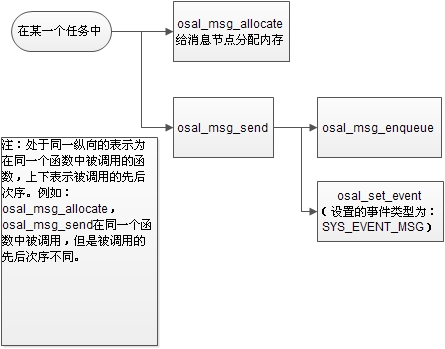 在某一个任务中
osal_msg_allocate
给消息节点分配内存
osal_msg_send
osal_msg_enqueue
osal_set_event
（设置的事件类型为：
SYS_EVENT_MSG）
注：处于同一纵向的表示为
在同一个函数中被调用的函
数，上下表示被调用的先后
次序。例如：
osal_msg_allocate，
osal_msg_send在同一个函
数中被调用，但是被调用的
先后次序不同。